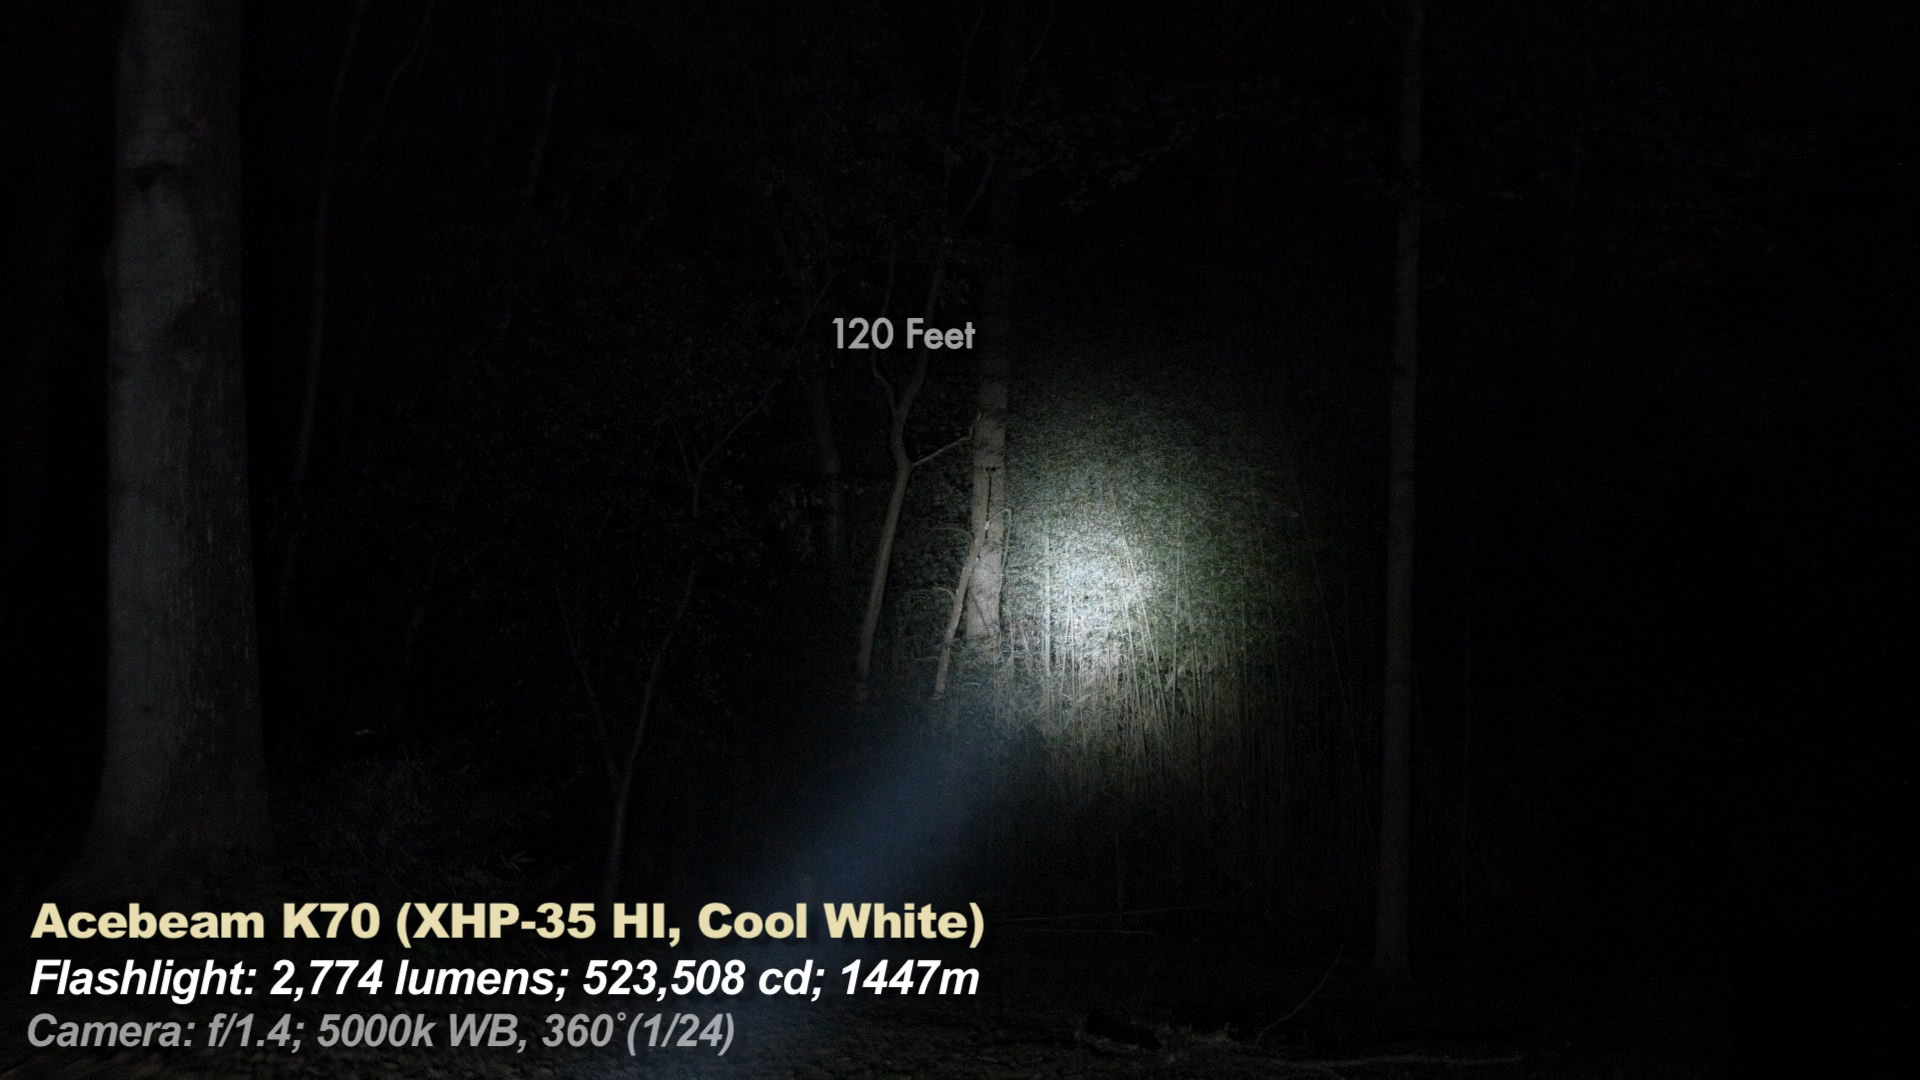 120 Feet
Acebeam K70 (XHP-35 HI, Cool White)
Flashlight: 2,774 lumens; 523,508 cd; 1447m
Camera: f/1.4; 5000k WB, 360˚(1/24)